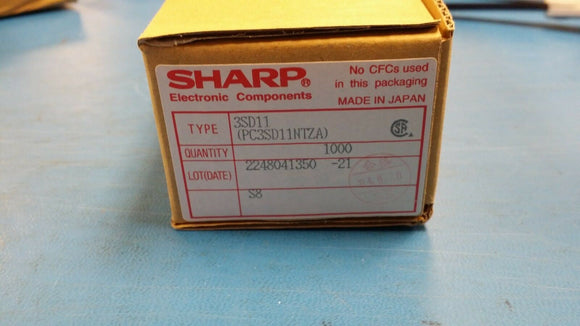 SHARP®
Electronic Components
No CFCs used
in this packaging
MADE IN JAPAN
TYPE 3SD11
(PC3SD11NTZA)
QUANTITY 1000
LOT(DATE) 2248041350 -21
S8